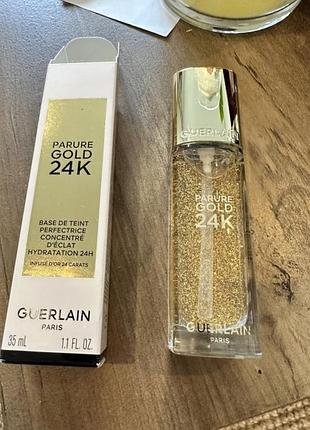 PARURE
GOLD
24K
BASE DE TEINT
PERFECTRICE
CONCENTRÉ
D'ÉCLAT
HYDRATATION 24H
INFUSÉ D'OR 24 CARATS
GUERLAIN
PARIS
35 mL 1.1 FL. OZ.
GUERLAIN
PARURE
GOLD
24K
GUERLAIN
PARIS